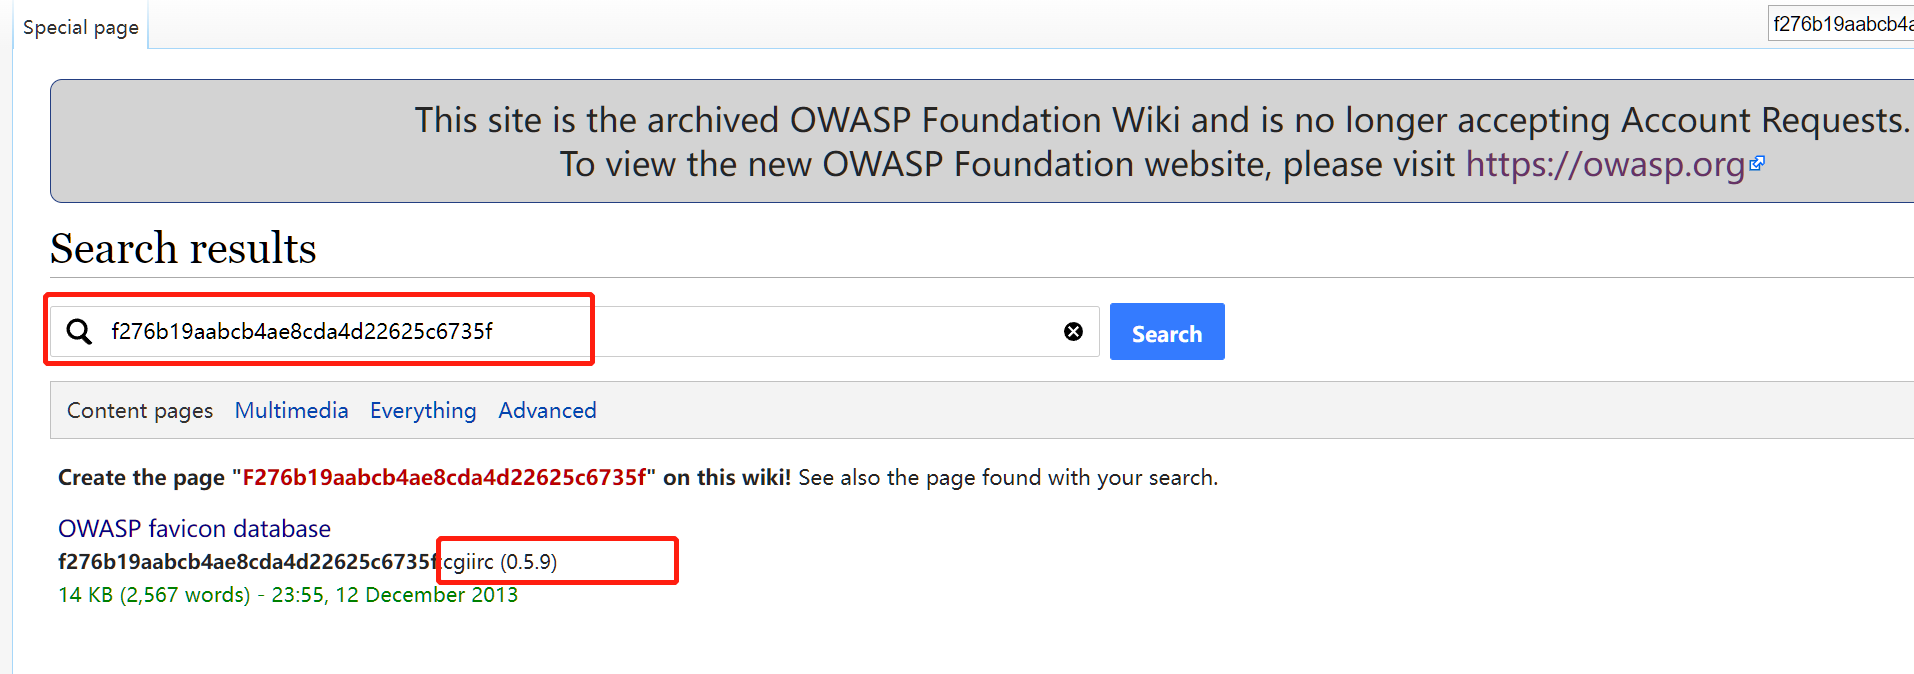 Special page
f276b19aabcb4a
This site is the archived OWASP Foundation Wiki and is no longer accepting Account Requests.
To view the new OWASP Foundation website, please visit https://owasp.org
Search results
f276b19aabcb4ae8cda4d22625c6735f
Search
Content pages Multimedia Everything Advanced
Create the page "F276b19aabcb4ae8cda4d22625c6735f" on this wiki! See also the page found with your search.
OWASP favicon database
f276b19aabcb4ae8cda4d22625c6735f:cgiirc (0.5.9)
14 KB (2,567 words) - 23:55, 12 December 2013